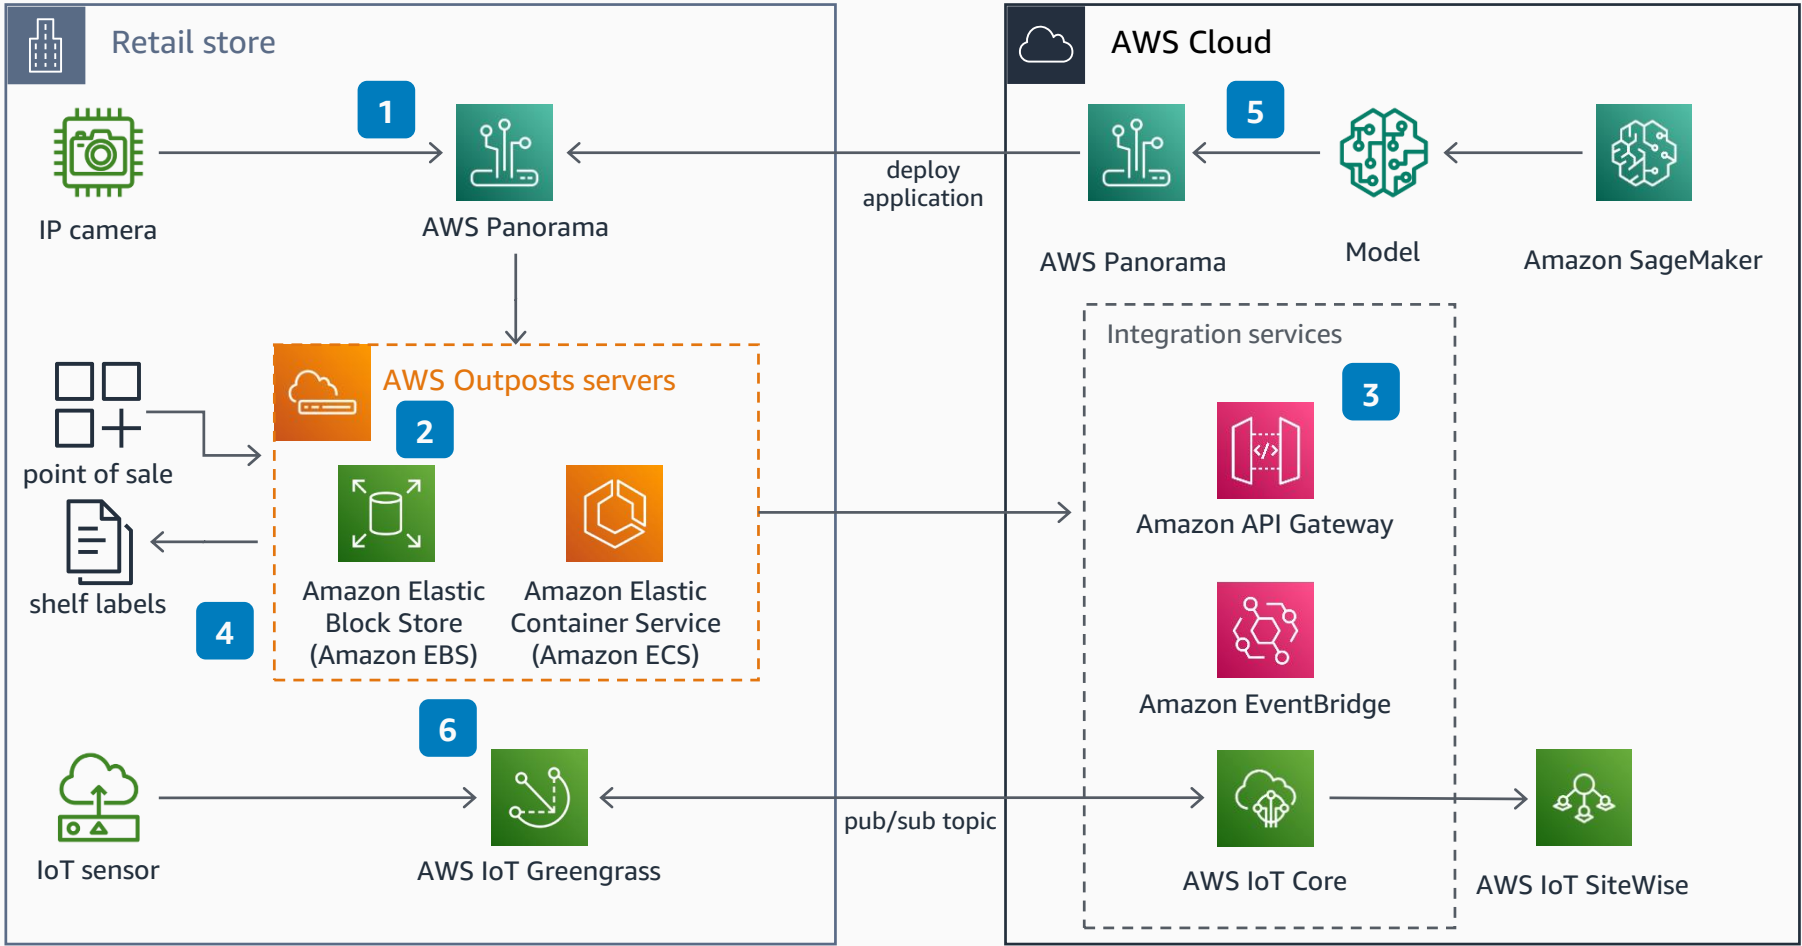 Retail store
AWS Cloud
1
5
deploy
application
IP camera
AWS Panorama
AWS Panorama
Model
Amazon SageMaker
Integration services
3
AWS Outposts servers
2
point of sale
Amazon API Gateway
shelf labels
4
Amazon Elastic
Block Store
(Amazon EBS)
Amazon Elastic
Container Service
(Amazon ECS)
Amazon EventBridge
6
pub/sub topic
IoT sensor
AWS IoT Greengrass
AWS IoT Core
AWS IoT SiteWise